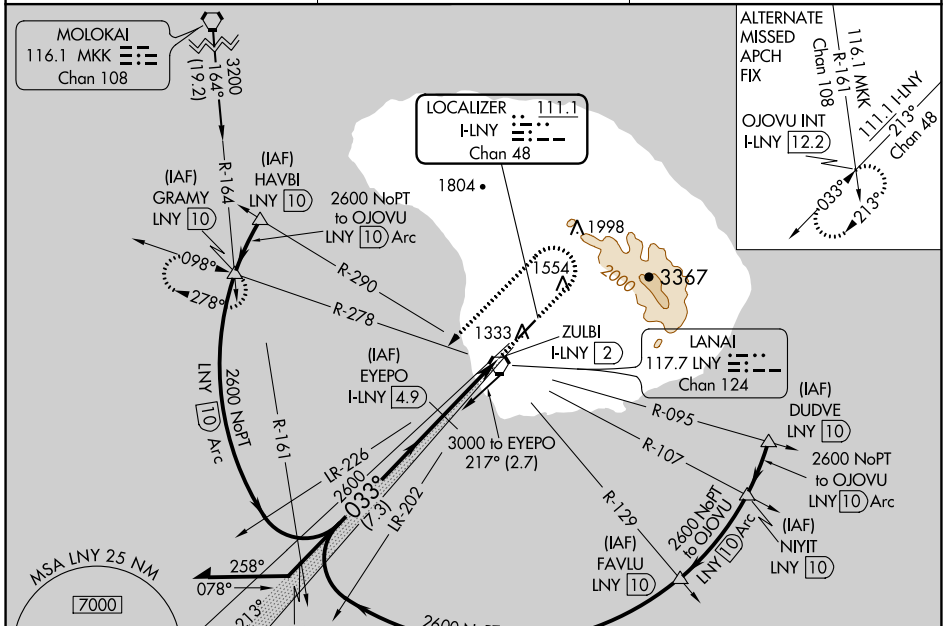 MOLOKAI
116.1 MKK
Chan 108
3200
164°
(19.2)
R-164
(IAF)
HAVBI
LNY 10
(IAF)
GRAMY
LNY 10
2600 NoPT
to OJOVU
LNY 10 Arc
098°
278°
R-290
R-278
LOCALIZER 111.1
I-LNY
Chan 48
1804
1998
1554
2000
3367
1333
ZULBI
I-LNY 2
LANAI
117.7 LNY
Chan 124
(IAF)
EYEPO
I-LNY 4.9
3000 to EYEPO
217° (2.7)
2600 NoPT
LNY 10 Arc
R-161
LR-226
2600
033°
(7.3)
LR-202
R-095
R-107
R-129
(IAF)
DUDVE
LNY 10
2600 NoPT
to OJOVU
LNY 10 Arc
(IAF)
NIYIT
LNY 10
2600 NoPT
to OJOVU
LNY 10 Arc
(IAF)
FAVLU
LNY 10
258°
078°
213°
2600 NoPT
MSA LNY 25 NM
7000
ALTERNATE
MISSED
APCH
FIX
116.1 MKK
R-161
Chan 108
111.1 I-LNY
213°
Chan 48
OJOVU INT
I-LNY 12.2
033°
213°